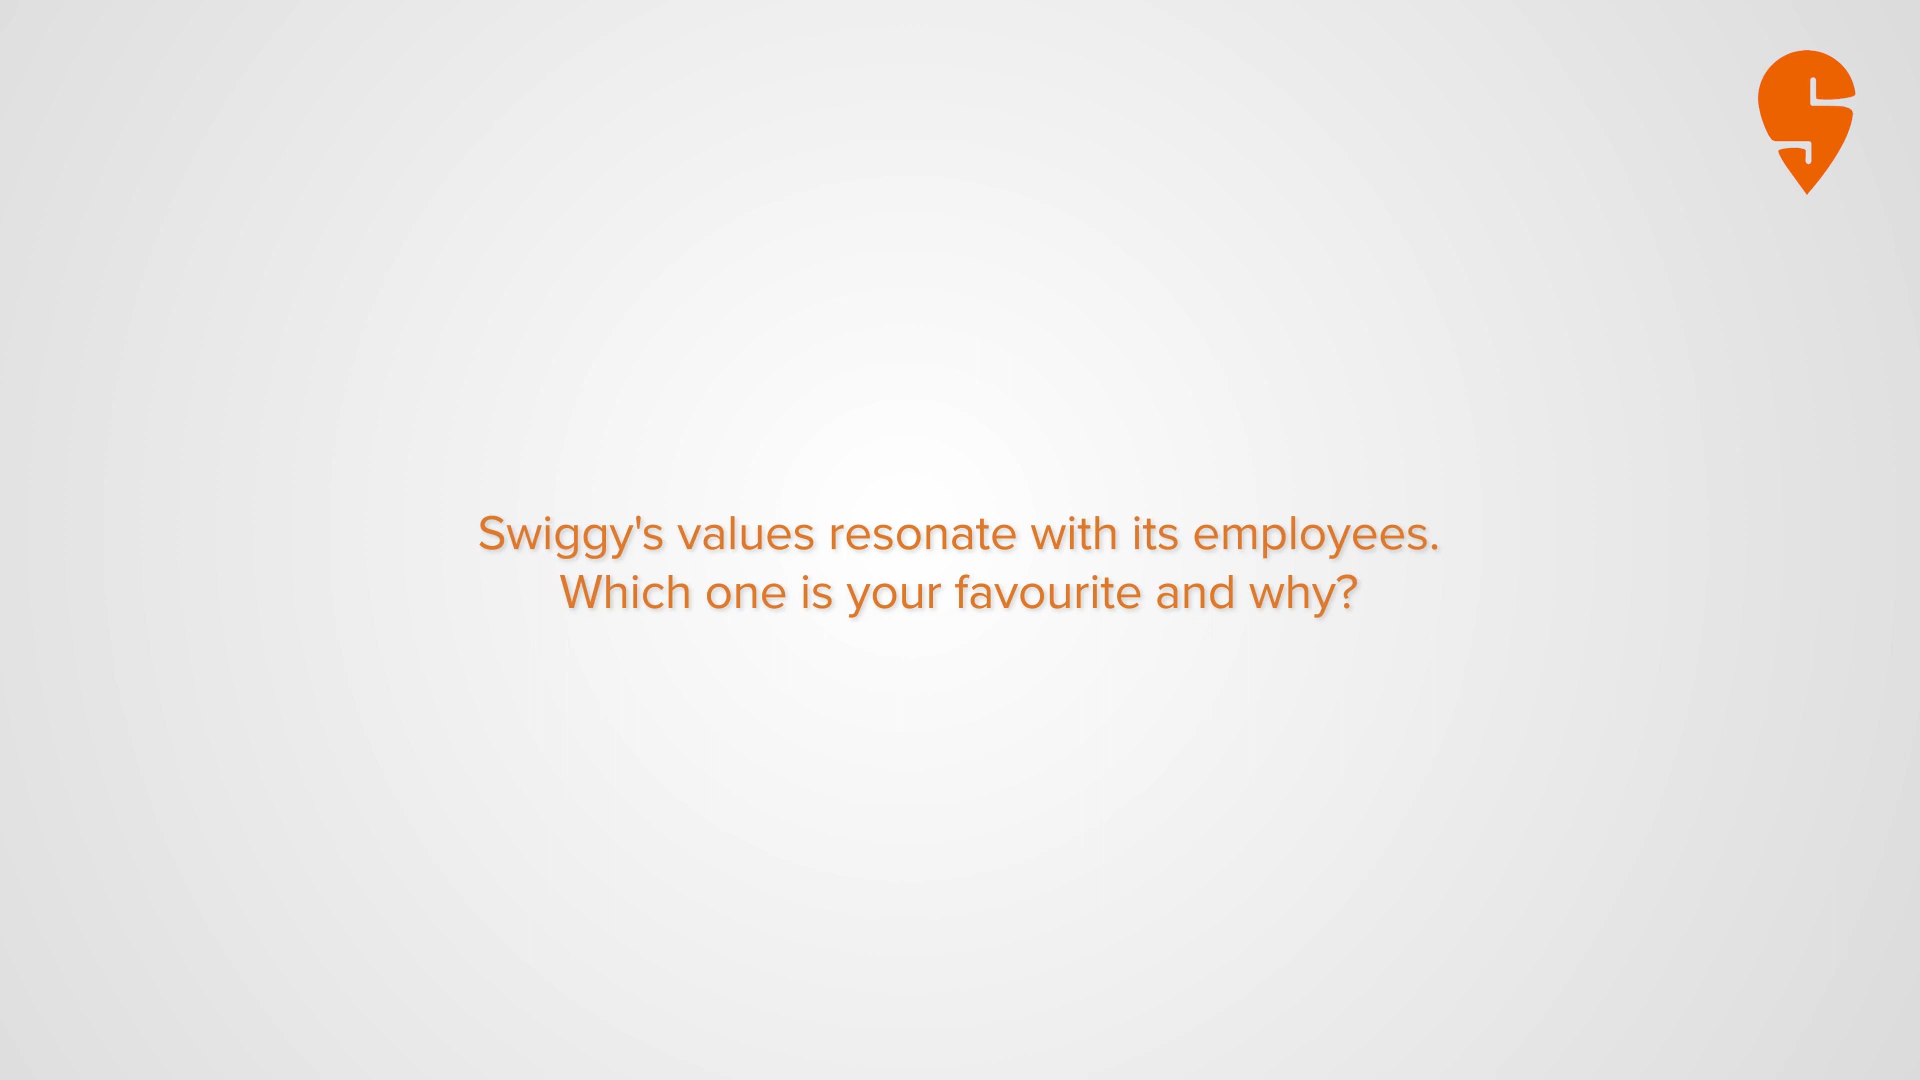 Swiggy's values resonate with its employees.
Which one is your favourite and why?